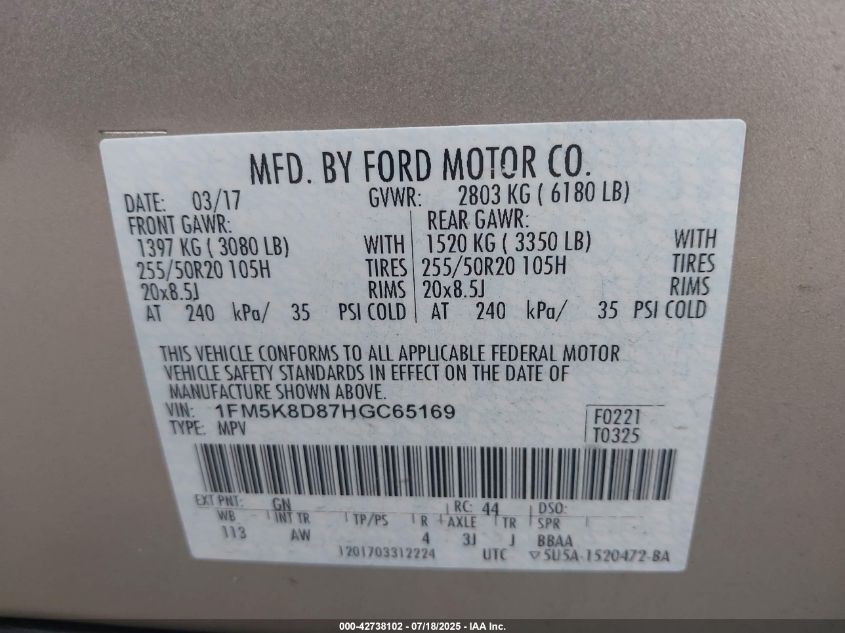 MFD. BY FORD MOTOR CO.
DATE: 03/17 GVWR: 2803 KG ( 6180 LB)
FRONT GAWR: REAR GAWR:
1397 KG ( 3080 LB) WITH 1520 KG ( 3350 LB) WITH
255/50R20 105H TIRES 255/50R20 105H TIRES
20x8.5J RIMS 20x8.5J RIMS
AT 240 kPa/ 35 PSI COLD AT 240 kPa/ 35 PSI COLD
THIS VEHICLE CONFORMS TO ALL APPLICABLE FEDERAL MOTOR
VEHICLE SAFETY STANDARDS IN EFFECT ON THE DATE OF
MANUFACTURE SHOWN ABOVE.
VIN: 1FM5K8D87HGC65169 F0221
TYPE: MPV T0325
EXT PNT: GN RC: 44 DSO:
WB INT TR TP/PS R AXLE TR SPR
113 AW 4 3J J BBAA
1201703312224 UTC ▽5U5A-1520472-BA
000-42738102 - 07/18/2025 - IAA Inc.